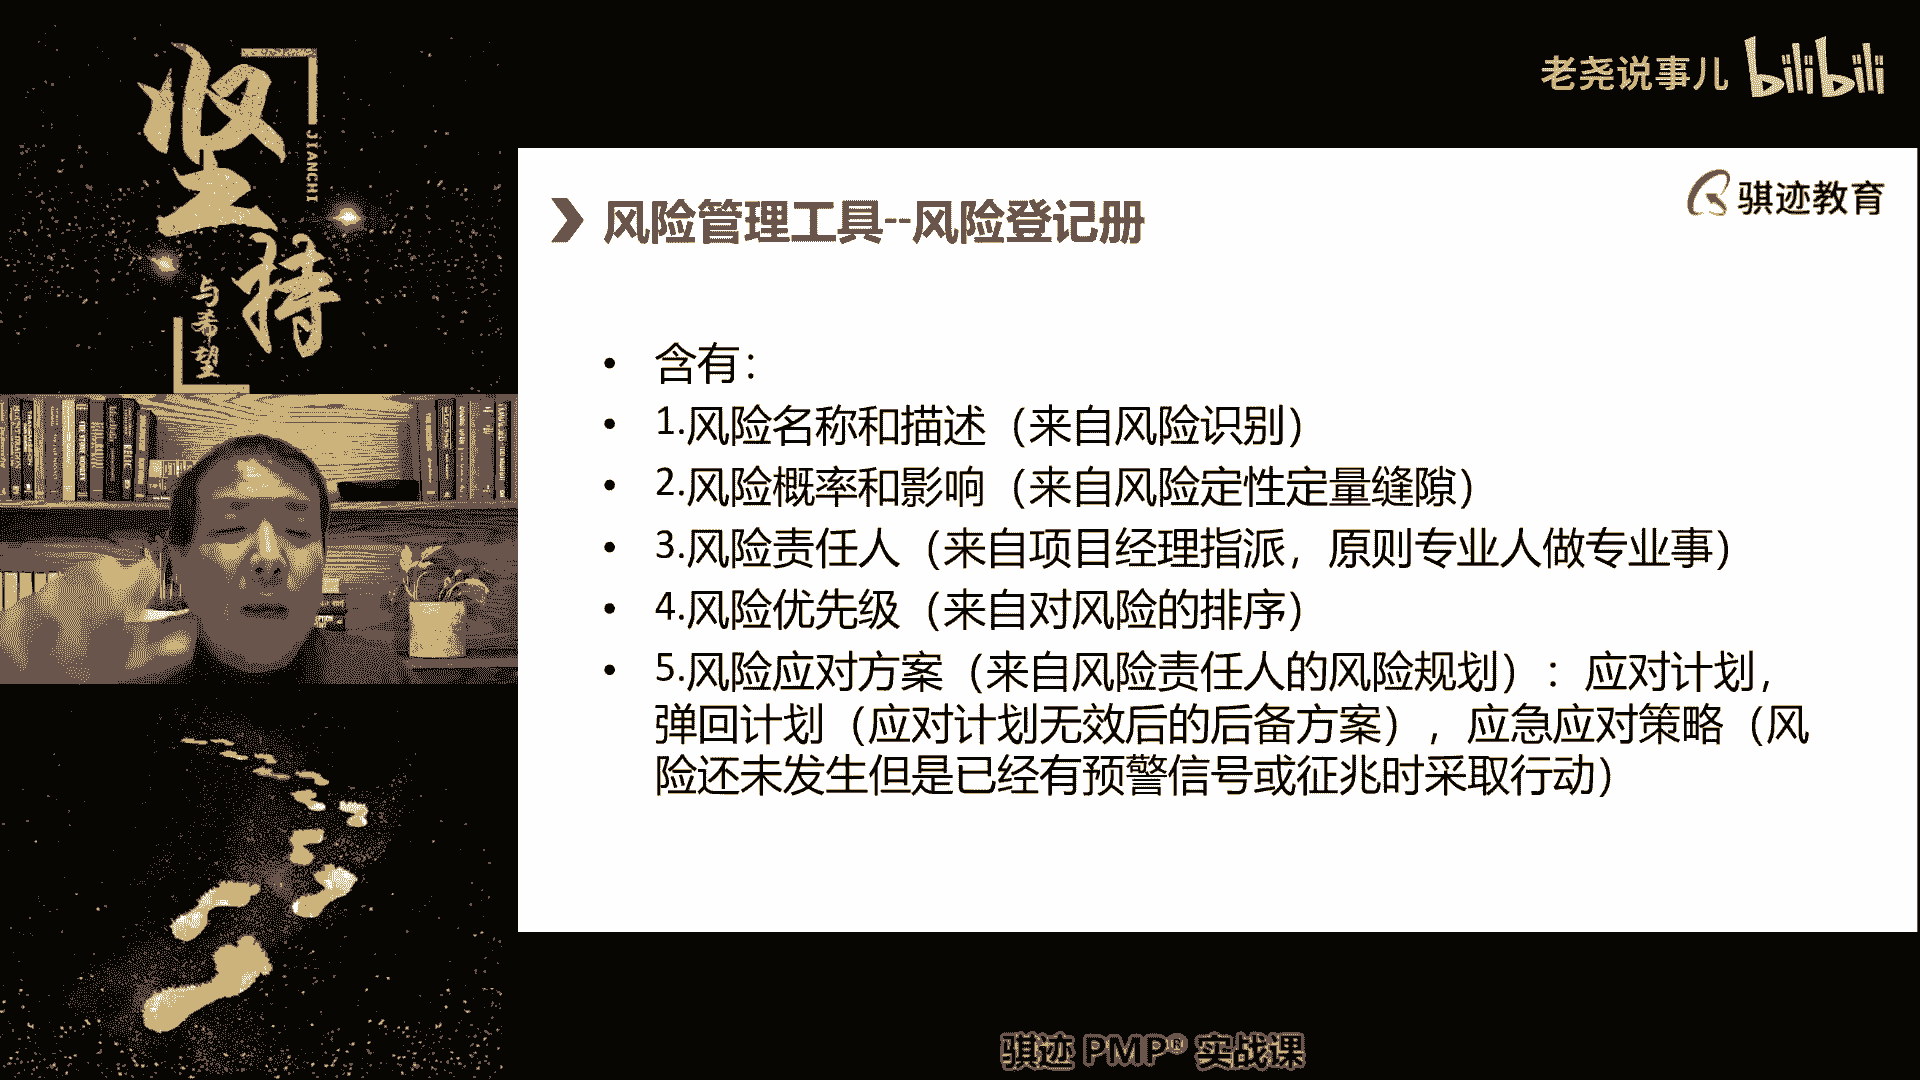 坚持
JIANCHI
与希望
老尧说事儿 bilibili
骐迹教育
风险管理工具--风险登记册
• 含有：
• 1.风险名称和描述（来自风险识别）
• 2.风险概率和影响（来自风险定性定量缝隙）
• 3.风险责任人（来自项目经理指派，原则专业人做专业事）
• 4.风险优先级（来自对风险的排序）
• 5.风险应对方案（来自风险责任人的风险规划）：应对计划，
弹回计划（应对计划无效后的后备方案），应急应对策略（风
险还未发生但是已经有预警信号或征兆时采取行动）
骐迹 PMP® 实战课